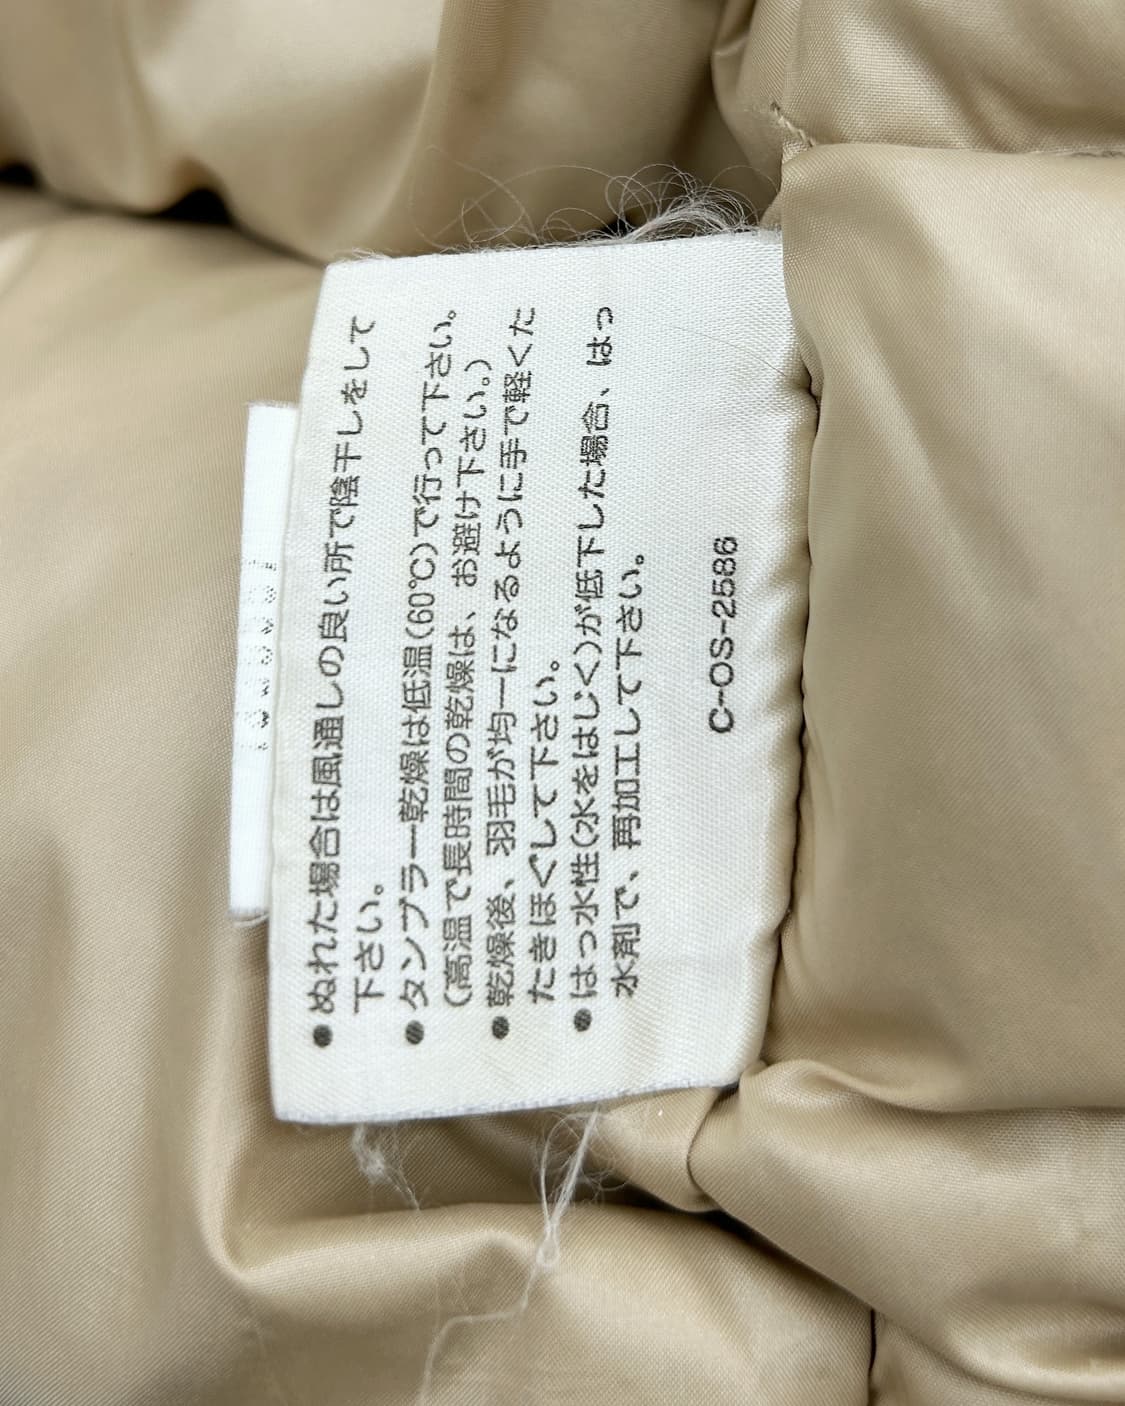 ●ぬれた場合は風通しの良い所で陰干しをして
下さい。
●タンブラー乾燥は低温(60℃)で行って下さい。
(高温で長時間の乾燥は、お避け下さい。)
●乾燥後、羽毛が均一になるように手で軽くた
たきほぐして下さい。
●はっ水性(水をはじく)が低下した場合、はっ
水剤で、再加工して下さい。
C-OS-2586